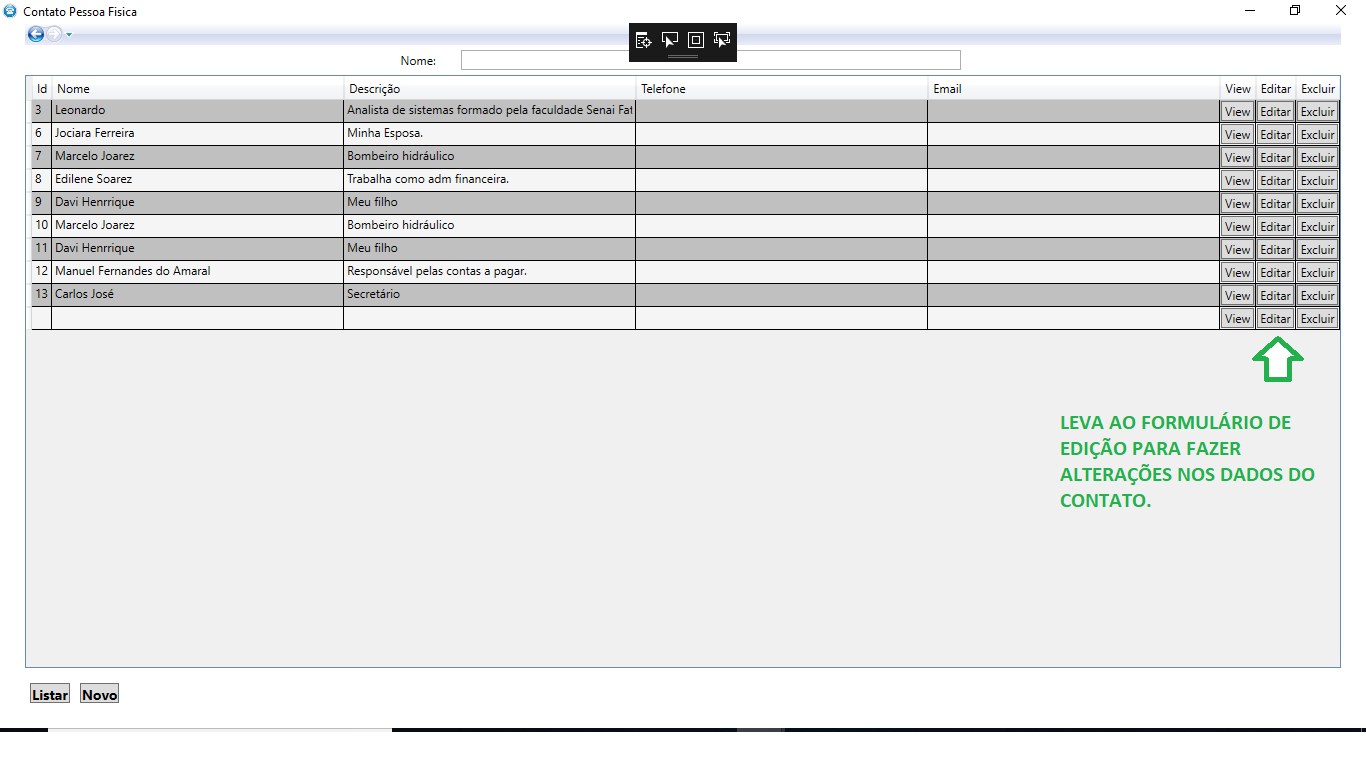 Contato Pessoa Fisica
Nome:
Id Nome Descrição Telefone Email View Editar Excluir
3 Leonardo Analista de sistemas formado pela faculdade Senai Fat View Editar Excluir
6 Jociara Ferreira Minha Esposa. View Editar Excluir
7 Marcelo Joarez Bombeiro hidráulico View Editar Excluir
8 Edilene Soarez Trabalha como adm financeira. View Editar Excluir
9 Davi Henrrique Meu filho View Editar Excluir
10 Marcelo Joarez Bombeiro hidráulico View Editar Excluir
11 Davi Henrrique Meu filho View Editar Excluir
12 Manuel Fernandes do Amaral Responsável pelas contas a pagar. View Editar Excluir
13 Carlos José Secretário View Editar Excluir
View Editar Excluir
LEVA AO FORMULÁRIO DE
EDIÇÃO PARA FAZER
ALTERAÇÕES NOS DADOS DO
CONTATO.
Listar Novo